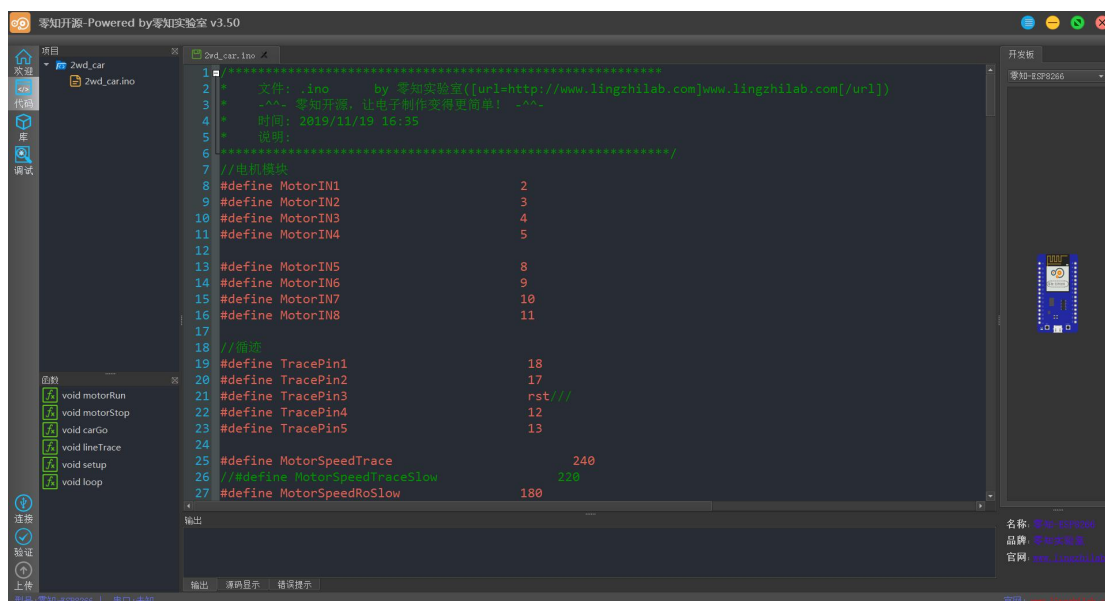 零知开源-Powered by零知实验室 v3.50
欢迎
代码
库
调试
连接
验证
上传
项目
2wd_car
2wd_car.ino
函数
void motorRun
void motorStop
void carGo
void lineTrace
void setup
void loop
2wd_car.ino
1 /**********************************************************
2 * 文件: .ino by 零知实验室([url=http://www.lingzhilab.com]www.lingzhilab.com[/url])
3 * -^^- 零知开源，让电子制作变得更简单！ -^^-
4 * 时间: 2019/11/19 16:35
5 * 说明:
6 ************************************************************/
7 //电机模块
8 #define MotorIN1 2
9 #define MotorIN2 3
10 #define MotorIN3 4
11 #define MotorIN4 5
12
13 #define MotorIN5 8
14 #define MotorIN6 9
15 #define MotorIN7 10
16 #define MotorIN8 11
17
18 //循迹
19 #define TracePin1 18
20 #define TracePin2 17
21 #define TracePin3 rst///
22 #define TracePin4 12
23 #define TracePin5 13
24
25 #define MotorSpeedTrace 240
26 //#define MotorSpeedTraceSlow 220
27 #define MotorSpeedRoSlow 180
输出
输出 源码显示 错误提示
开发板
零知-ESP8266
名称:
品牌:
官网:
型号:零知-ESP8266 | 串口:未知